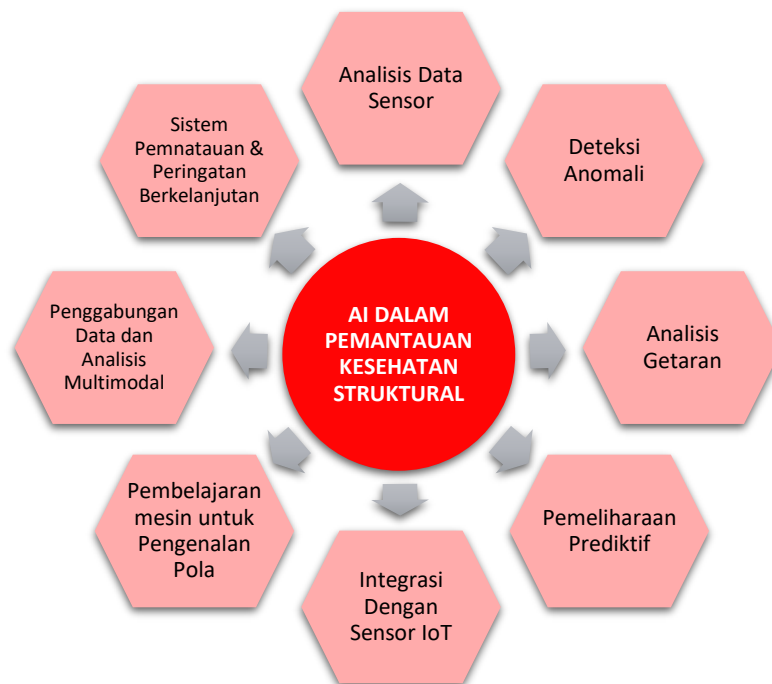 Analisis Data
Sensor
Deteksi
Anomali
Analisis
Getaran
Pemeliharaan
Prediktif
Integrasi
Dengan
Sensor IoT
Pembelajaran
mesin untuk
Pengenalan
Pola
Penggabungan
Data dan
Analisis
Multimodal
Sistem
Pemnatauan &
Peringatan
Berkelanjutan
AI DALAM
PEMANTAUAN
KESEHATAN
STRUKTURAL